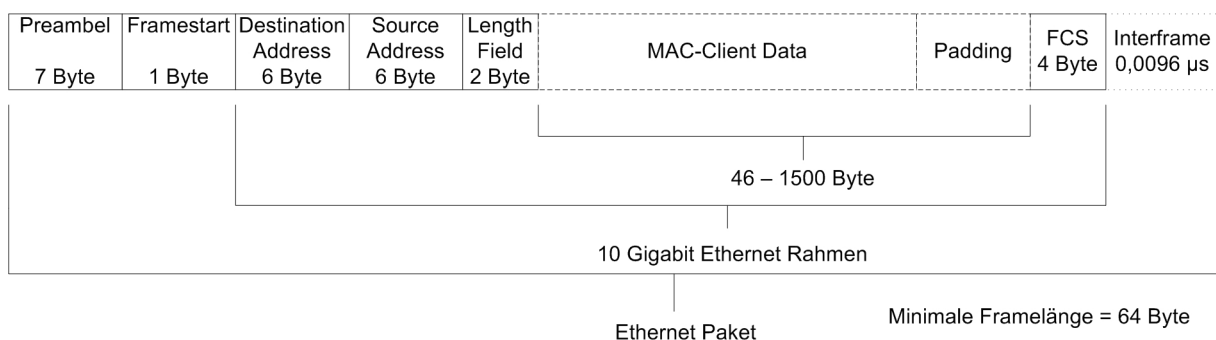 Preambel
7 Byte
Framestart
1 Byte
Destination
Address
6 Byte
Source
Address
6 Byte
Length
Field
2 Byte
MAC-Client Data
Padding
FCS
4 Byte
Interframe
0,0096 µs
46 – 1500 Byte
10 Gigabit Ethernet Rahmen
Ethernet Paket
Minimale Framelänge = 64 Byte